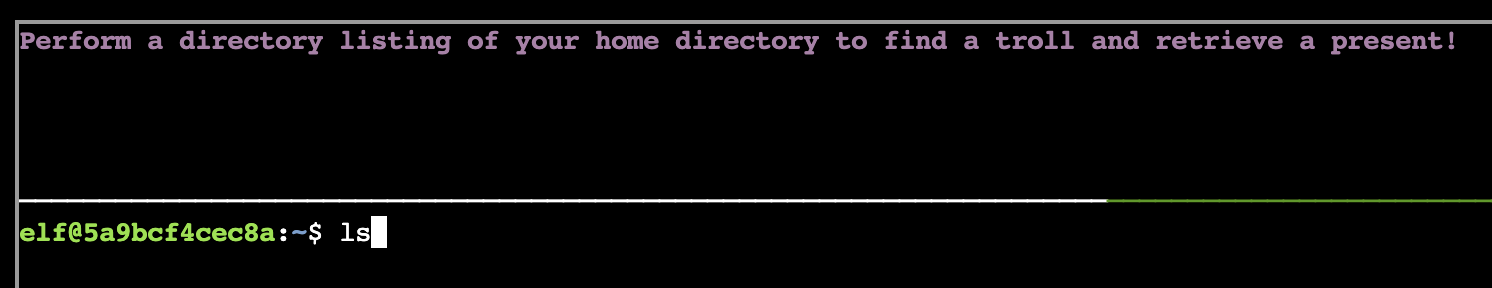 Perform a directory listing of your home directory to find a troll and retrieve a present!
elf@5a9bcf4cec8a:~$ ls